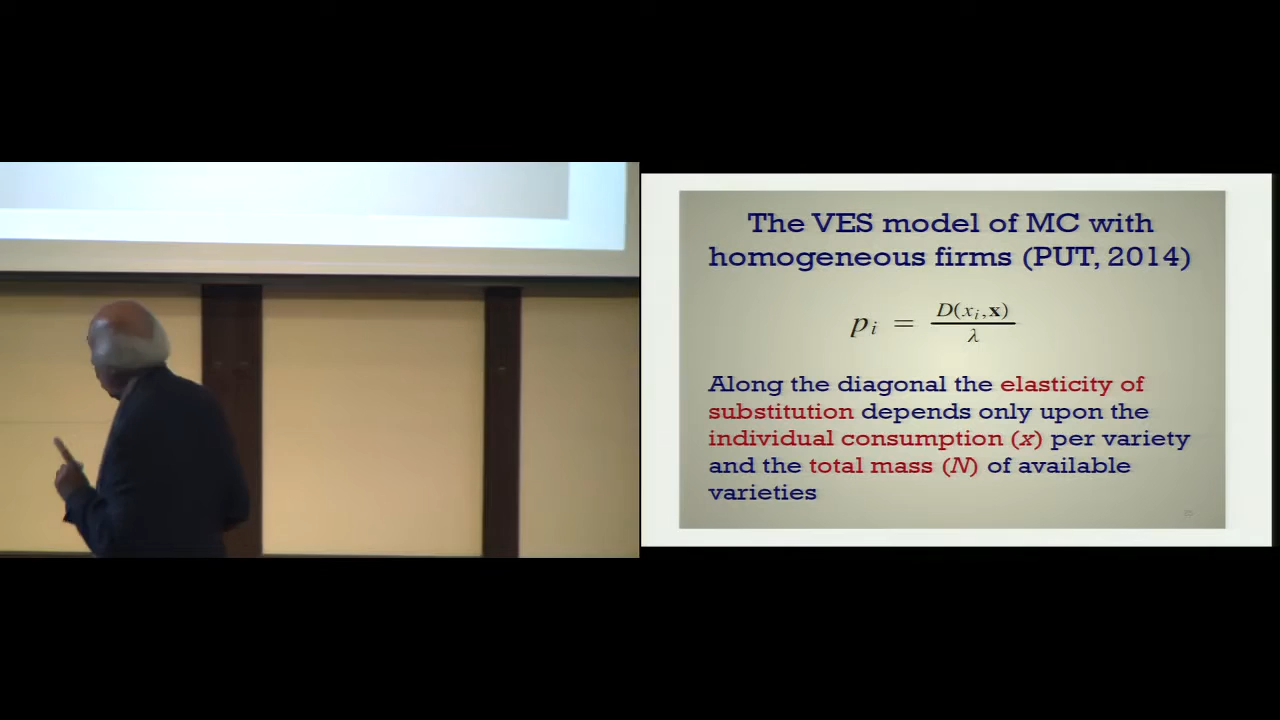 The VES model of MC with
homogeneous firms (PUT, 2014)
pᵢ = D(xᵢ,𝐱)/λ
Along the diagonal the elasticity of
substitution depends only upon the
individual consumption (x) per variety
and the total mass (N) of available
varieties